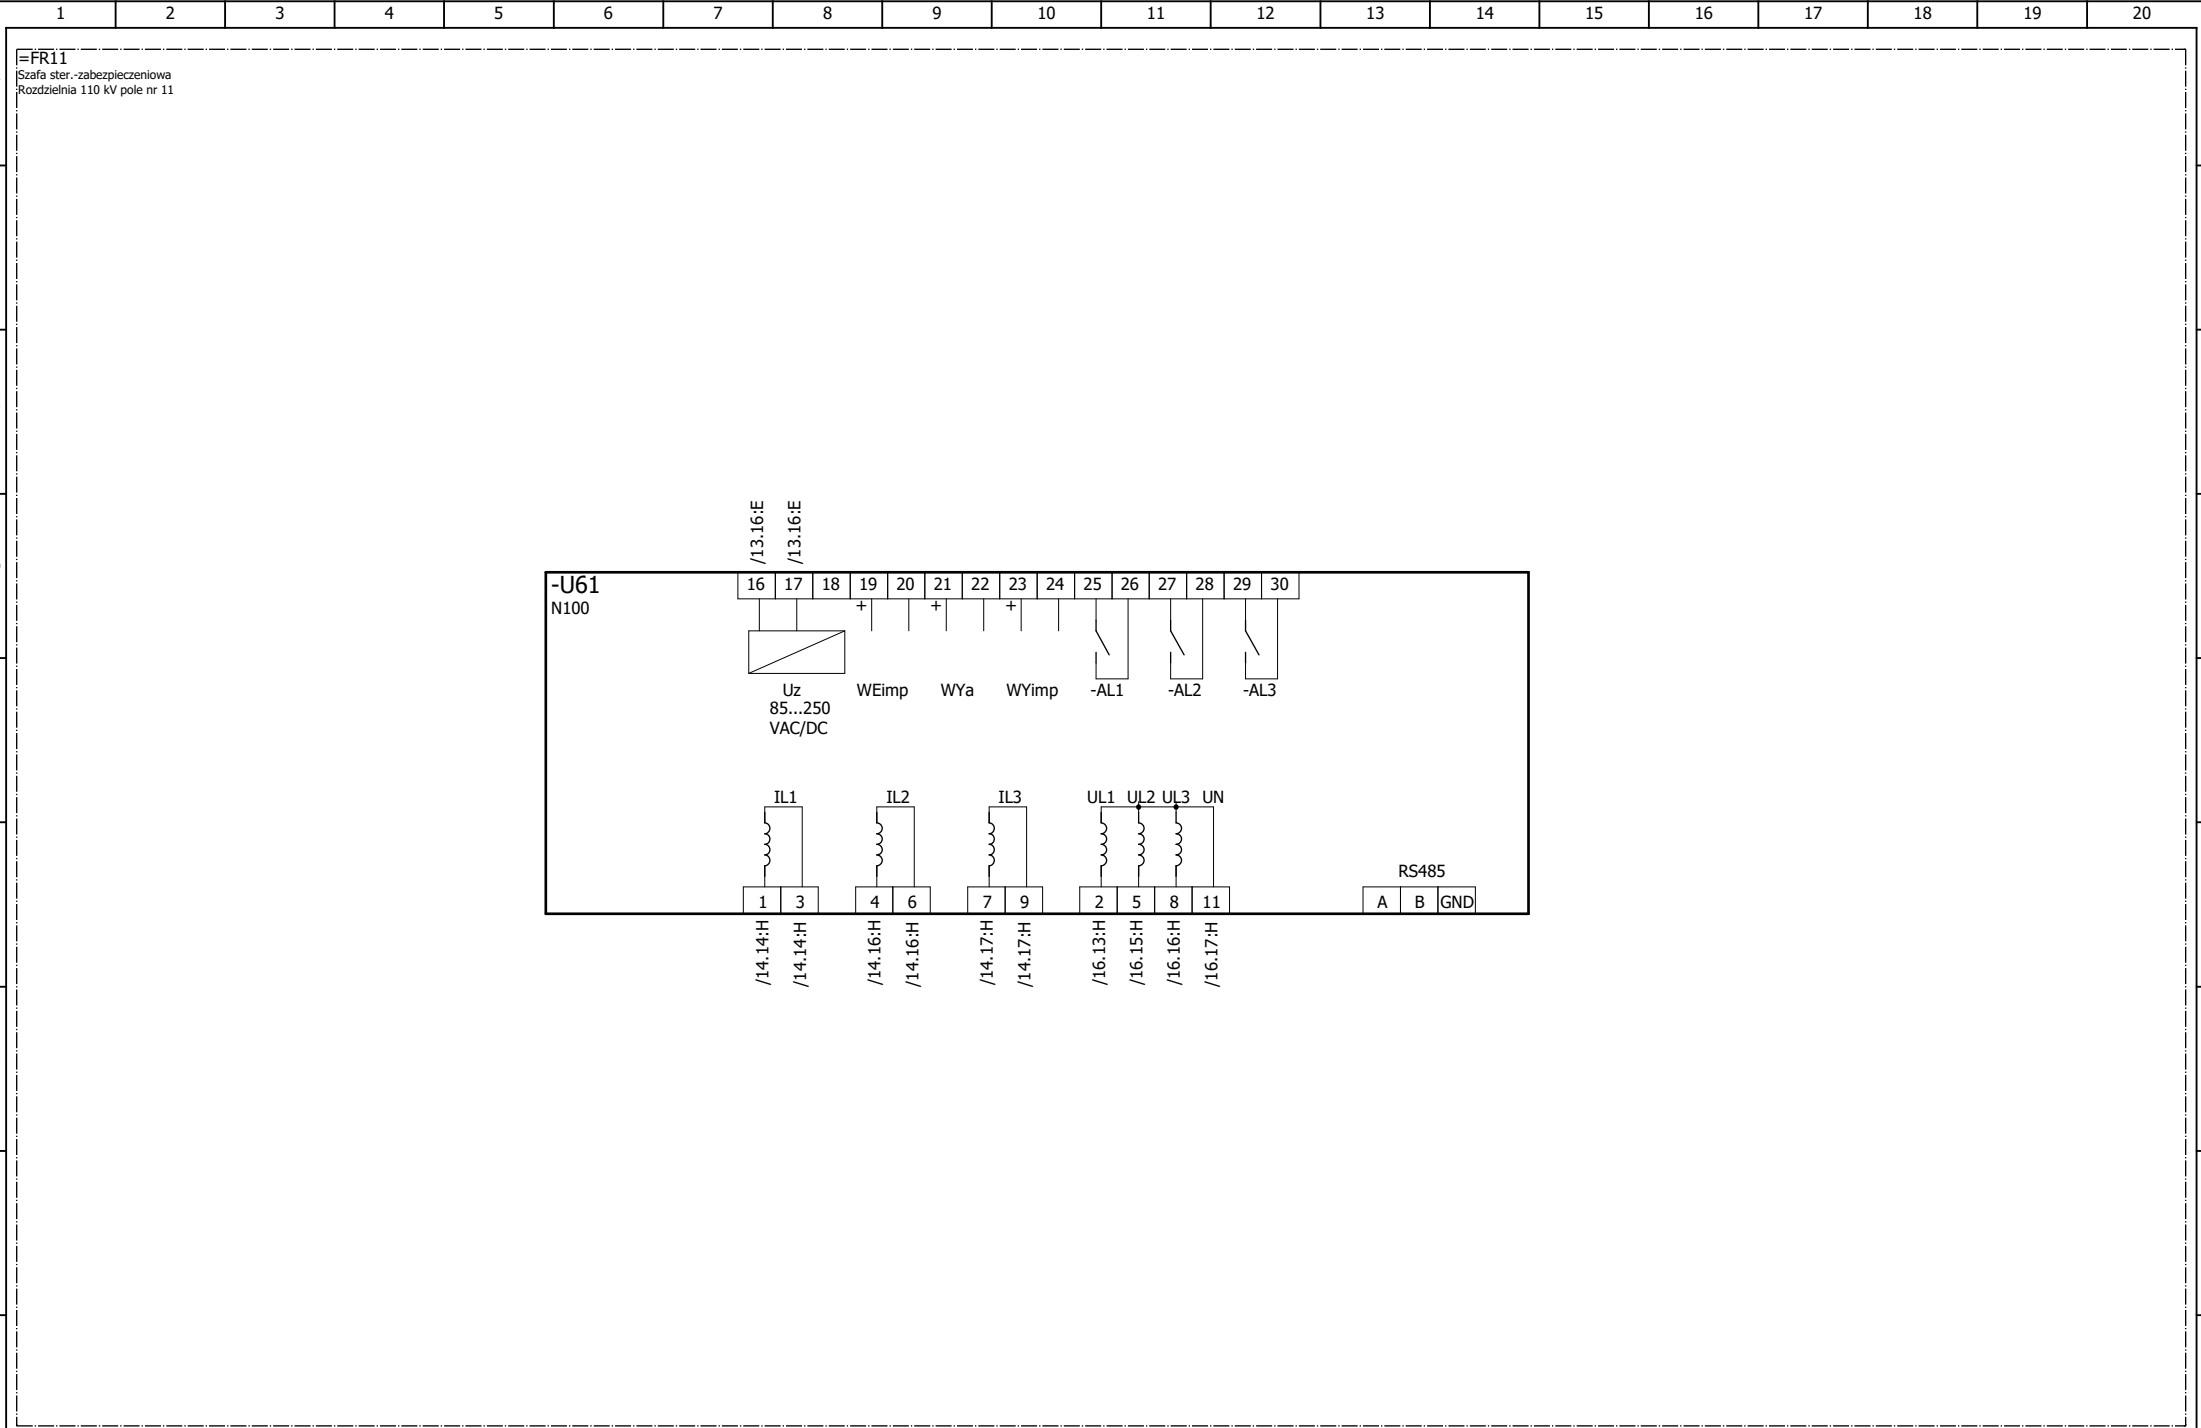 1 2 3 4 5 6 7 8 9 10 11 12 13 14 15 16 17 18 19 20
=FR11
Szafa ster.-zabezpieczeniowa
Rozdzielnia 110 kV pole nr 11
/13.16:E /13.16:E
-U61
N100
16 17 18 19 20 21 22 23 24 25 26 27 28 29 30
+ + +
Uz WEimp WYa WYimp -AL1 -AL2 -AL3
85...250
VAC/DC
IL1 IL2 IL3 UL1 UL2 UL3 UN
RS485
1 3 4 6 7 9 2 5 8 11 A B GND
/14.14:H /14.14:H /14.16:H /14.16:H /14.17:H /14.17:H /16.13:H /16.15:H /16.16:H /16.17:H